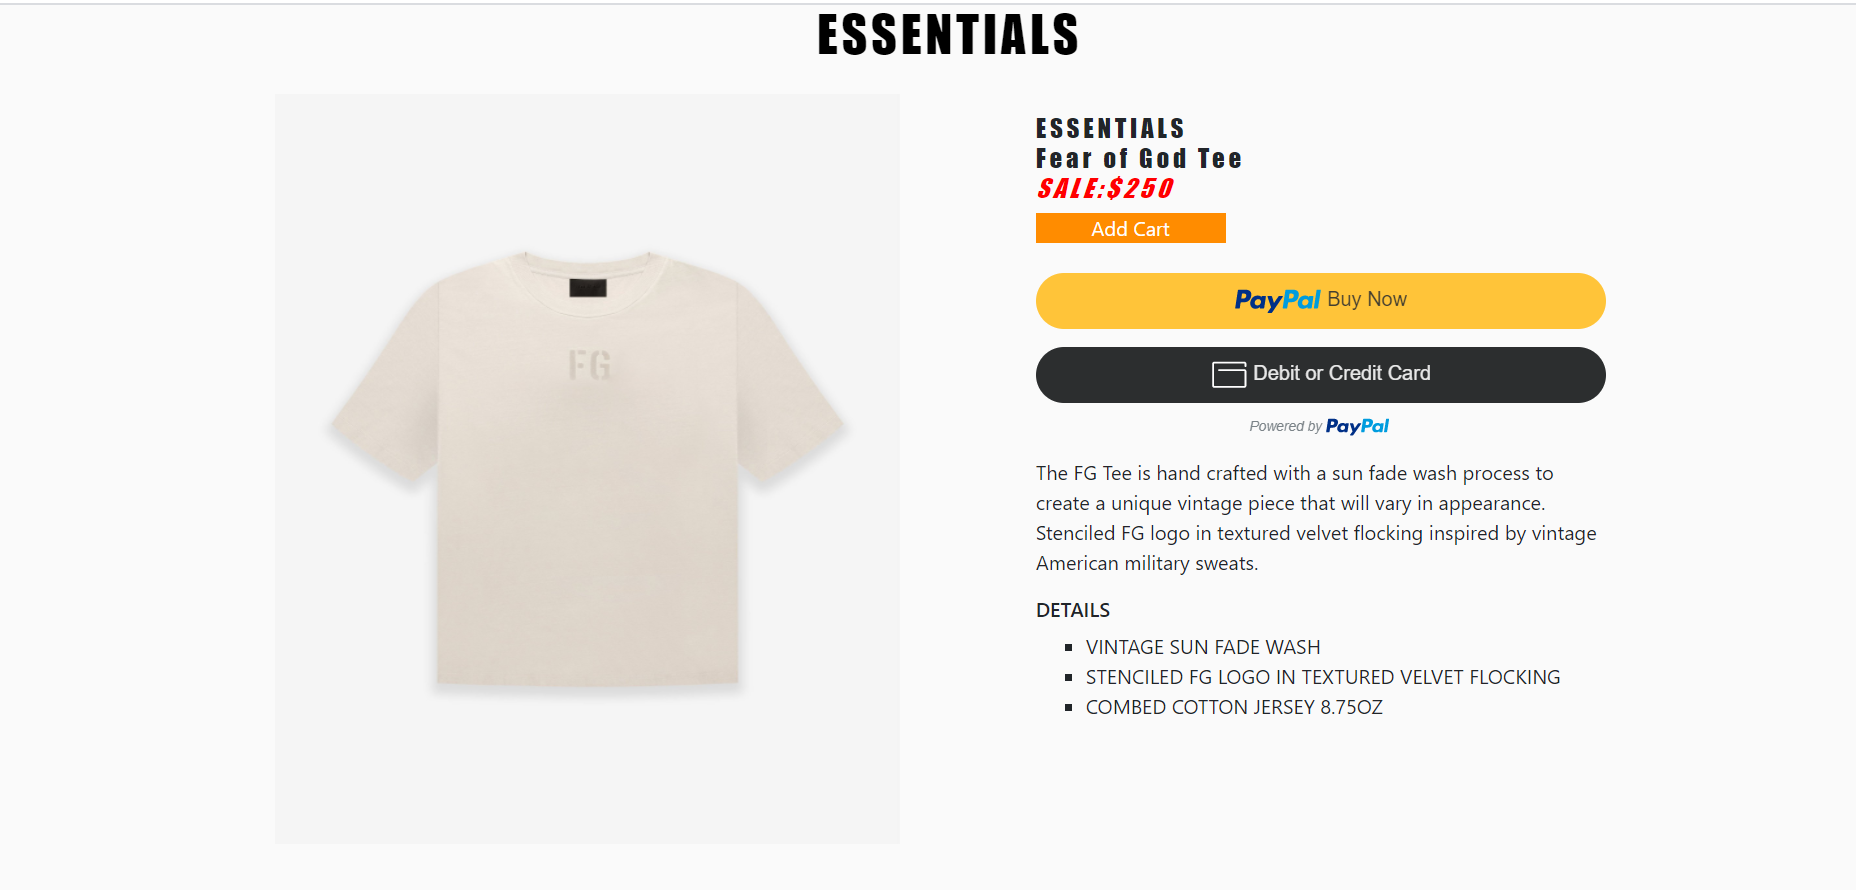 ESSENTIALS
FG
ESSENTIALS
Fear of God Tee
SALE:$250
Add Cart
PayPal Buy Now
Debit or Credit Card
Powered by PayPal
The FG Tee is hand crafted with a sun fade wash process to
create a unique vintage piece that will vary in appearance.
Stenciled FG logo in textured velvet flocking inspired by vintage
American military sweats.
DETAILS
VINTAGE SUN FADE WASH
STENCILED FG LOGO IN TEXTURED VELVET FLOCKING
COMBED COTTON JERSEY 8.75OZ